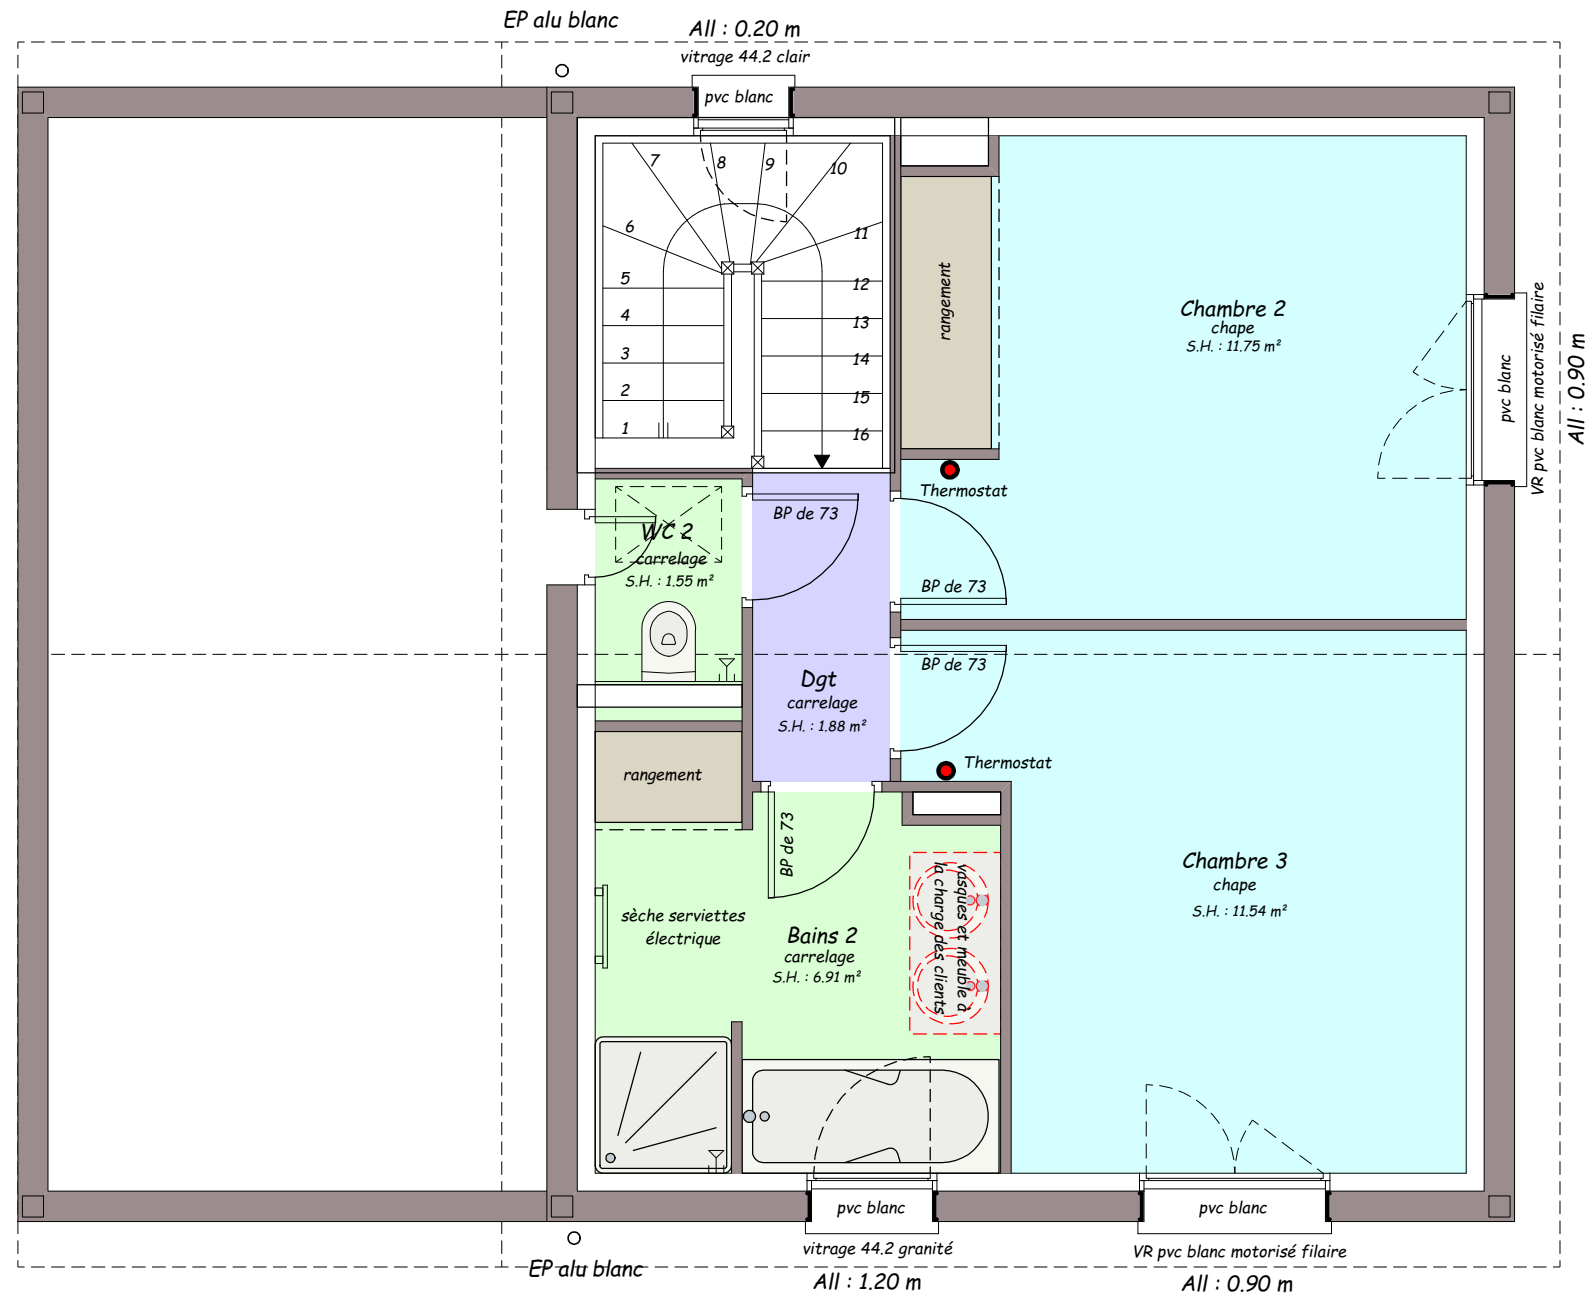 EP alu blanc
All : 0.20 m
vitrage 44.2 clair
pvc blanc
7
8
9
10
6
11
5
12
4
13
3
14
2
15
1
16
rangement
Chambre 2
chape
S.H. : 11.75 m²
pvc blanc
VR pvc blanc motorisé filaire
All : 0.90 m
Thermostat
BP de 73
WC 2
carrelage
S.H. : 1.55 m²
BP de 73
BP de 73
Dgt
carrelage
S.H. : 1.88 m²
Thermostat
rangement
BP de 73
Chambre 3
chape
S.H. : 11.54 m²
sèche serviettes
électrique
Bains 2
carrelage
S.H. : 6.91 m²
vasques et meuble à
la charge des clients
pvc blanc
pvc blanc
vitrage 44.2 granité
VR pvc blanc motorisé filaire
EP alu blanc
All : 1.20 m
All : 0.90 m